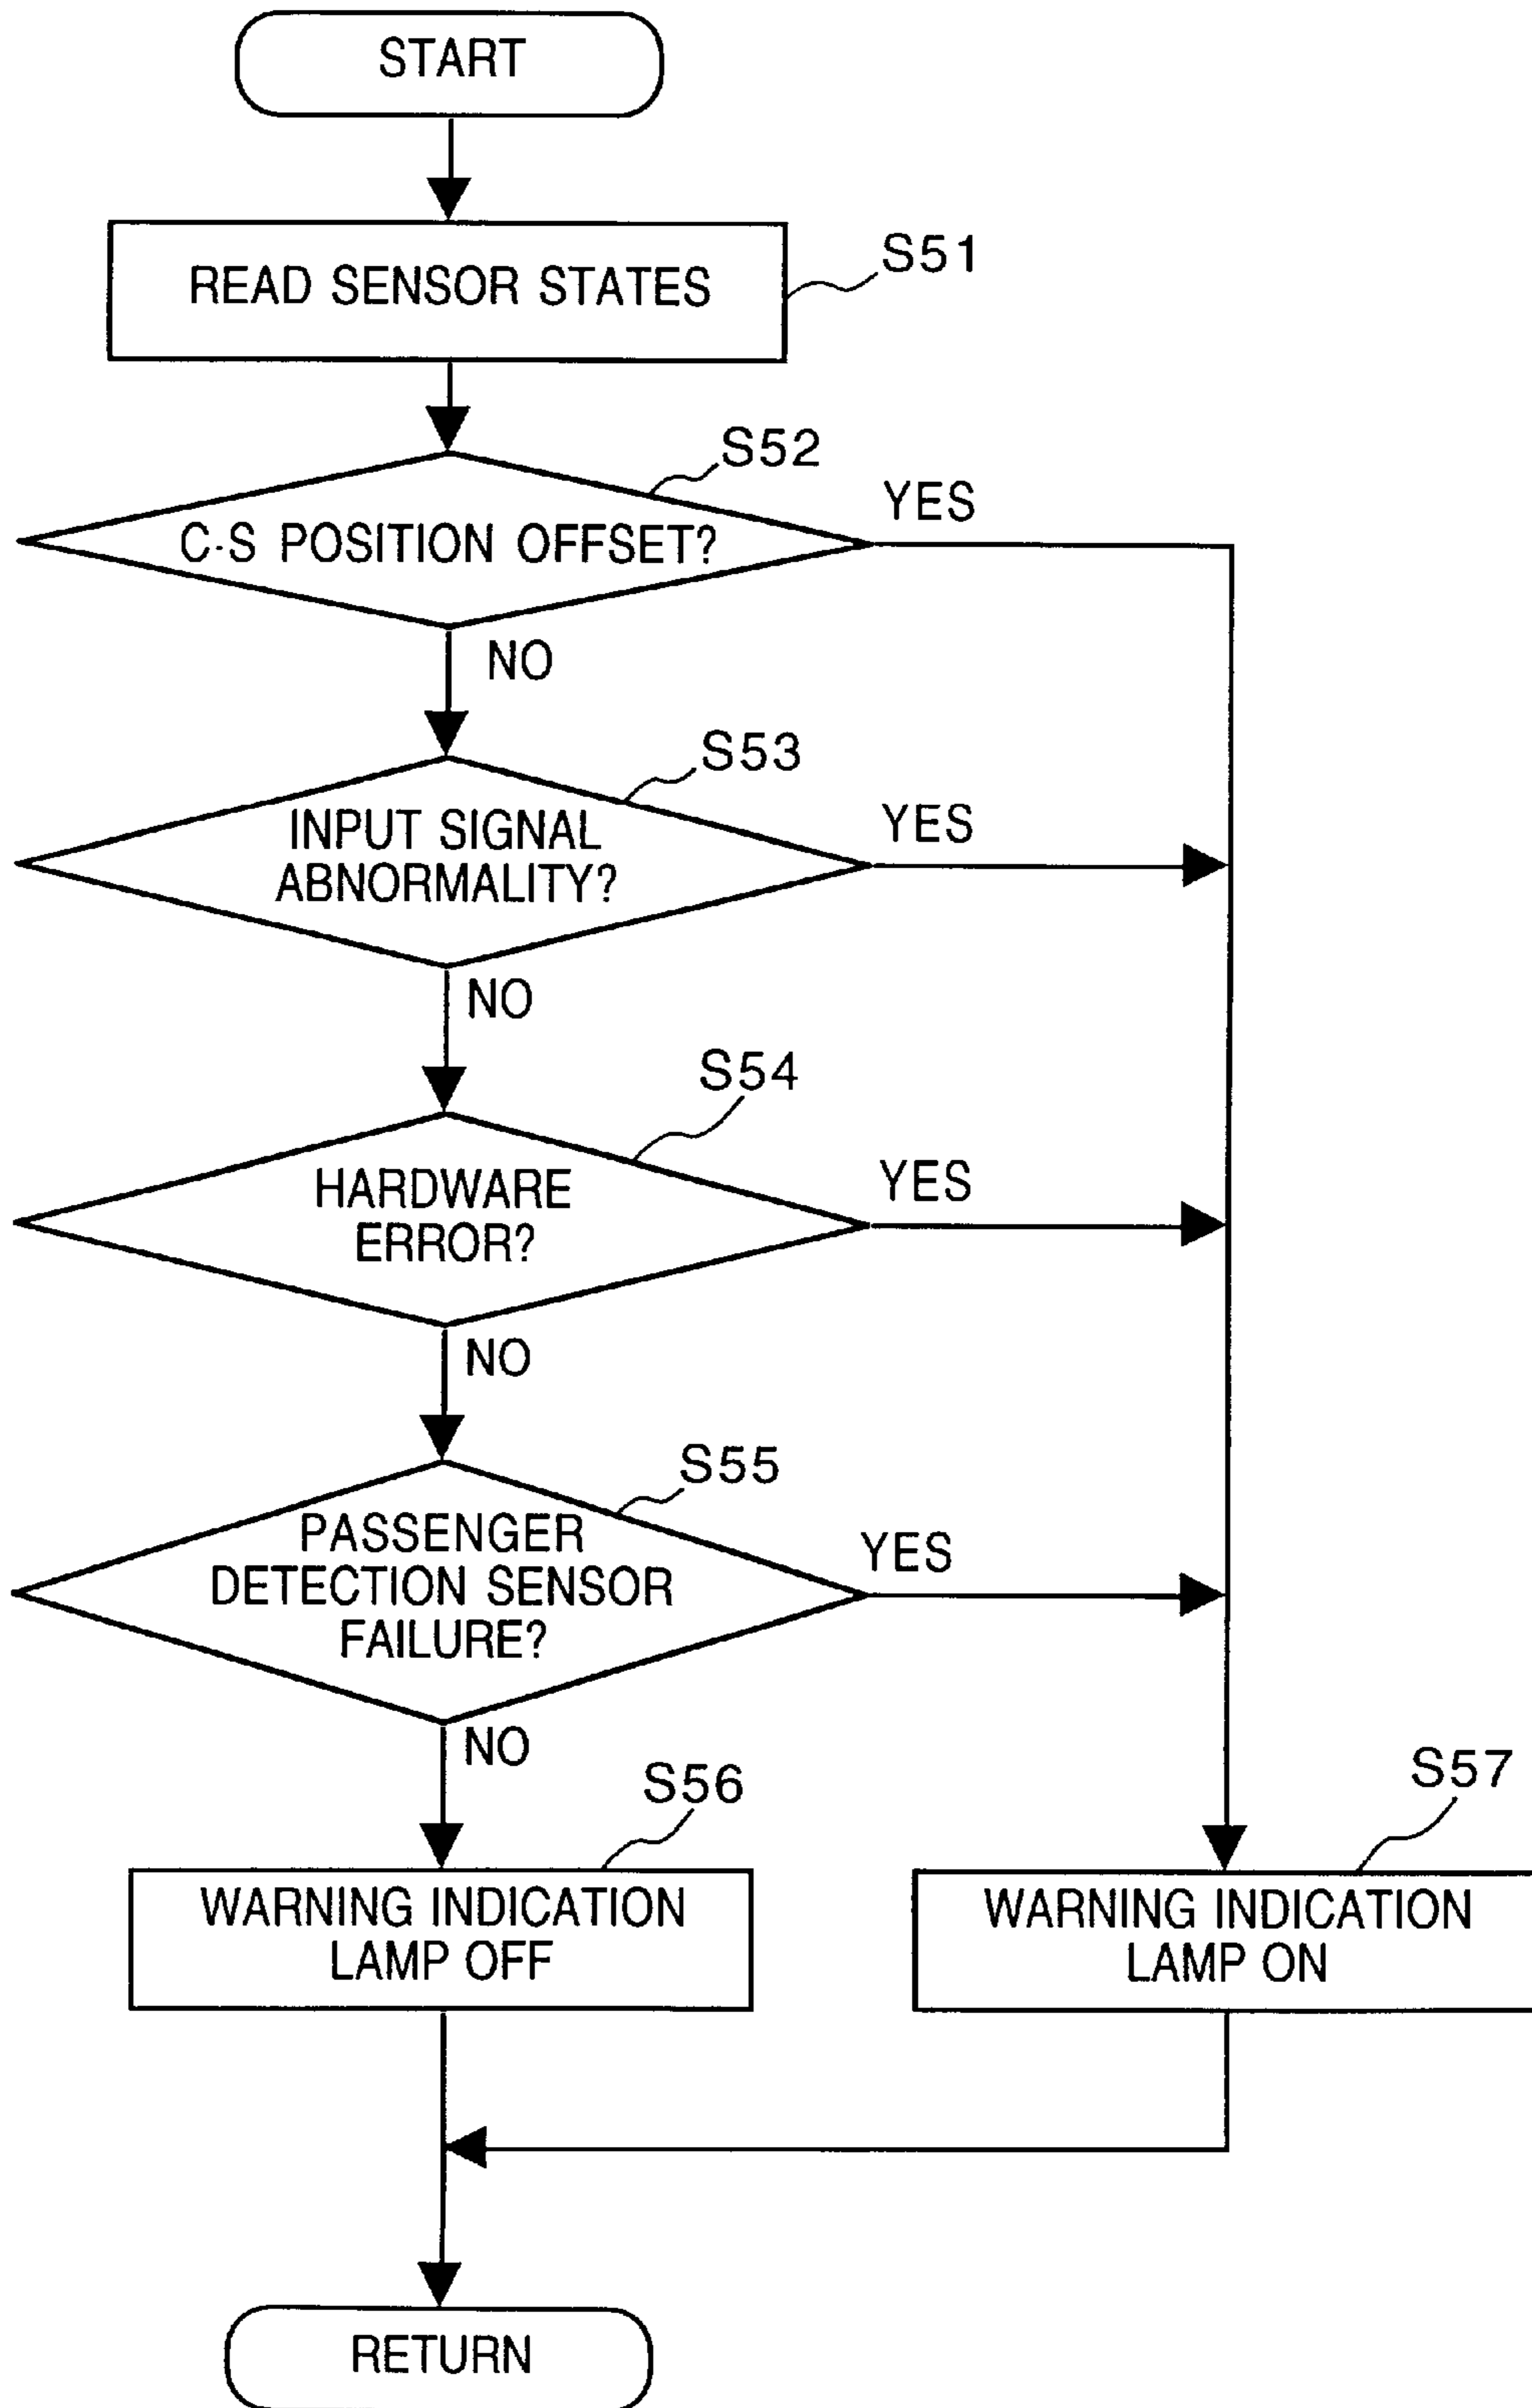 START
READ SENSOR STATES
S51
S52
C-S POSITION OFFSET?
YES
NO
S53
INPUT SIGNAL
ABNORMALITY?
YES
NO
S54
HARDWARE
ERROR?
YES
NO
S55
PASSENGER
DETECTION SENSOR
FAILURE?
YES
NO
S56
WARNING INDICATION
LAMP OFF
S57
WARNING INDICATION
LAMP ON
RETURN